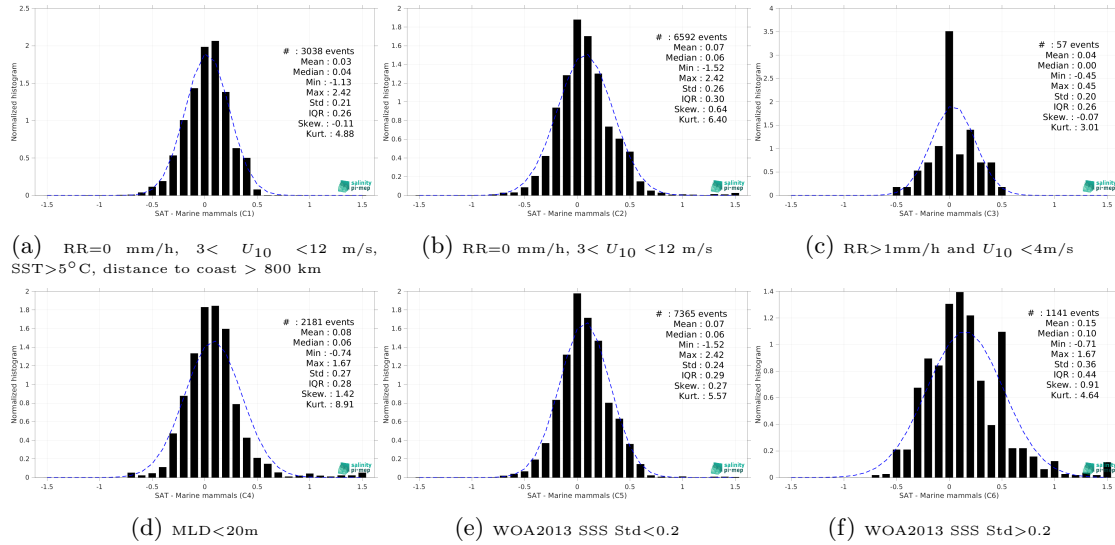 2.5
2
1.5
1
0.5
0
Normalized histogram
# : 3038 events
Mean : 0.03
Median : 0.04
Min : -1.13
Max : 2.42
Std : 0.21
IQR : 0.26
Skew. : -0.11
Kurt. : 4.88
salinity
pi-mep
-1.5 -1 -0.5 0 0.5 1 1.5
SAT - Marine mammals (C1)
(a) RR=0 mm/h, 3< U10 <12 m/s,
SST>5°C, distance to coast > 800 km
2
1.8
1.6
1.4
1.2
1
0.8
0.6
0.4
0.2
0
Normalized histogram
# : 6592 events
Mean : 0.07
Median : 0.06
Min : -1.52
Max : 2.42
Std : 0.26
IQR : 0.30
Skew. : 0.64
Kurt. : 6.40
salinity
pi-mep
-1.5 -1 -0.5 0 0.5 1 1.5
SAT - Marine mammals (C2)
(b) RR=0 mm/h, 3< U10 <12 m/s
4
3.5
3
2.5
2
1.5
1
0.5
0
Normalized histogram
# : 57 events
Mean : 0.04
Median : 0.00
Min : -0.45
Max : 0.45
Std : 0.20
IQR : 0.26
Skew. : -0.07
Kurt. : 3.01
salinity
pi-mep
-1.5 -1 -0.5 0 0.5 1 1.5
SAT - Marine mammals (C3)
(c) RR>1mm/h and U10 <4m/s
2
1.8
1.6
1.4
1.2
1
0.8
0.6
0.4
0.2
0
Normalized histogram
# : 2181 events
Mean : 0.08
Median : 0.06
Min : -0.74
Max : 1.67
Std : 0.27
IQR : 0.28
Skew. : 1.42
Kurt. : 8.91
salinity
pi-mep
-1.5 -1 -0.5 0 0.5 1 1.5
SAT - Marine mammals (C4)
(d) MLD<20m
2
1.8
1.6
1.4
1.2
1
0.8
0.6
0.4
0.2
0
Normalized histogram
# : 7365 events
Mean : 0.07
Median : 0.06
Min : -1.52
Max : 2.42
Std : 0.24
IQR : 0.29
Skew. : 0.27
Kurt. : 5.57
salinity
pi-mep
-1.5 -1 -0.5 0 0.5 1 1.5
SAT - Marine mammals (C5)
(e) WOA2013 SSS Std<0.2
1.4
1.2
1
0.8
0.6
0.4
0.2
0
Normalized histogram
# : 1141 events
Mean : 0.15
Median : 0.10
Min : -0.71
Max : 1.67
Std : 0.36
IQR : 0.44
Skew. : 0.91
Kurt. : 4.64
salinity
pi-mep
-1.5 -1 -0.5 0 0.5 1 1.5
SAT - Marine mammals (C6)
(f) WOA2013 SSS Std>0.2